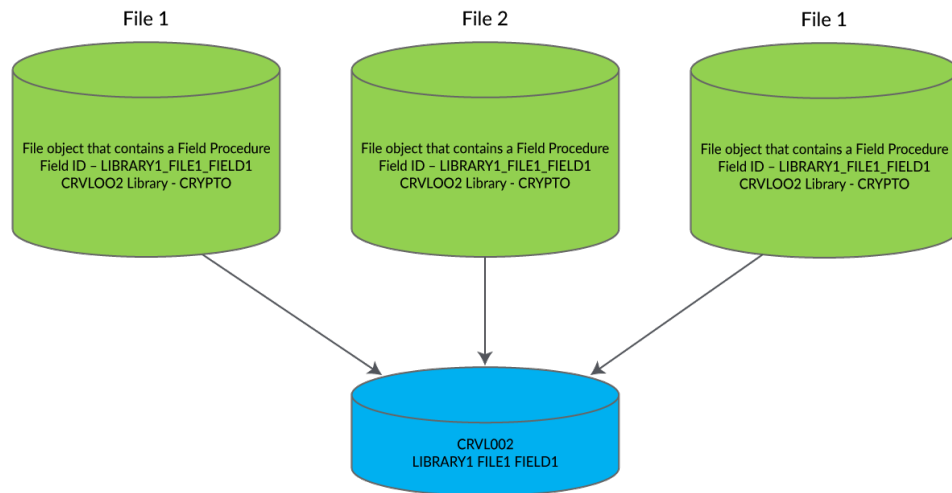 File 1
File 2
File 1
File object that contains a Field Procedure
Field ID – LIBRARY1_FILE1_FIELD1
CRVLOO2 Library - CRYPTO
File object that contains a Field Procedure
Field ID – LIBRARY1_FILE1_FIELD1
CRVLOO2 Library - CRYPTO
File object that contains a Field Procedure
Field ID – LIBRARY1_FILE1_FIELD1
CRVLOO2 Library - CRYPTO
CRVL002
LIBRARY1 FILE1 FIELD1